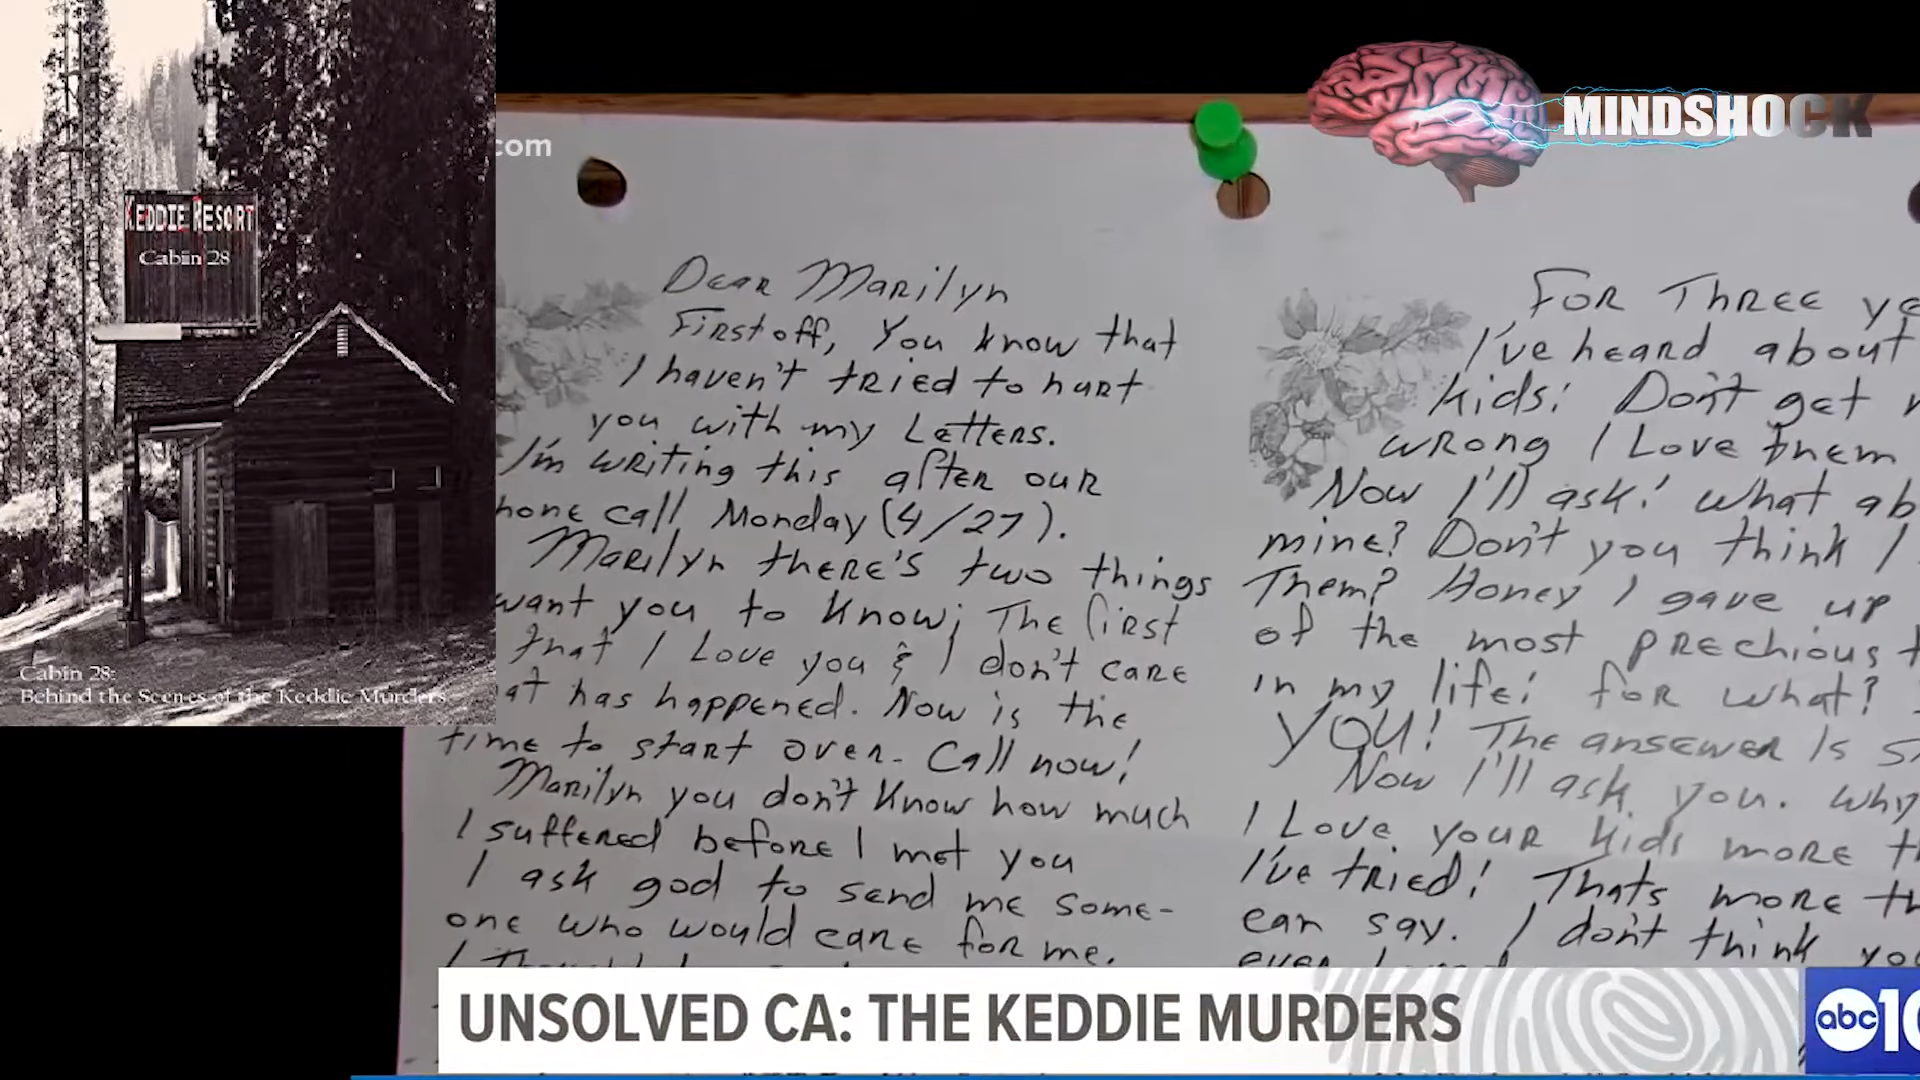 KEDDIE RESORT
Cabin 28
Cabin 28:
Behind the Scenes of the Keddie Murders
.com
MINDSHOCK
Dear Marilyn
First off, You know that
I haven't tried to hurt
you with my Letters.
I'm writing this after our
hone call Monday (4/27).
Marilyn there's two things
want you to know; The first
that I Love you & I don't care
at has happened. Now is the
time to start over. Call now!
Marilyn you don't know how much
I suffered before I met you
I ask god to send me some-
one who would care for me.
For Three ye
I've heard about
kids! Don't get
wrong I Love them
Now I'll ask! what ab
mine? Don't you think I
Them? Honey I gave up
of the most prechious
in my life! for what?
YOU! The ansewer is
Now I'll ask you. Why
I Love your kids more
I've tried! Thats more
can say. I don't think
UNSOLVED CA: THE KEDDIE MURDERS
abc10